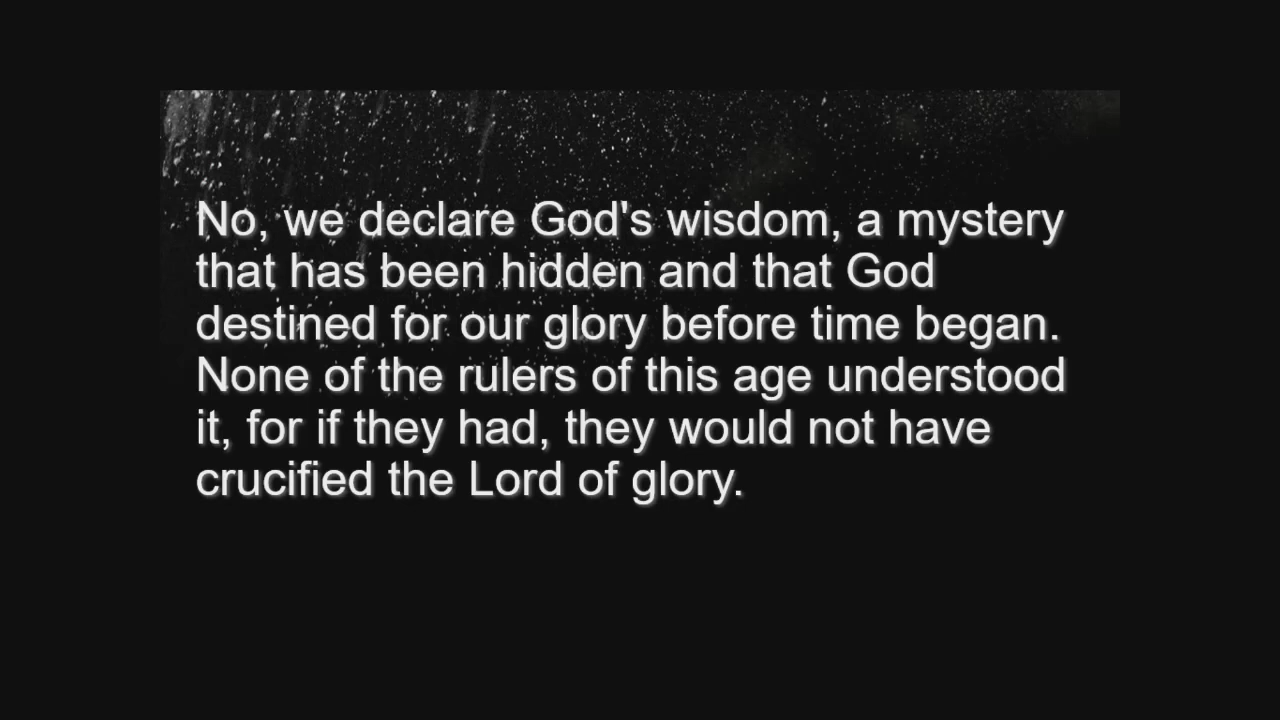 No, we declare God's wisdom, a mystery
that has been hidden and that God
destined for our glory before time began.
None of the rulers of this age understood
it, for if they had, they would not have
crucified the Lord of glory.